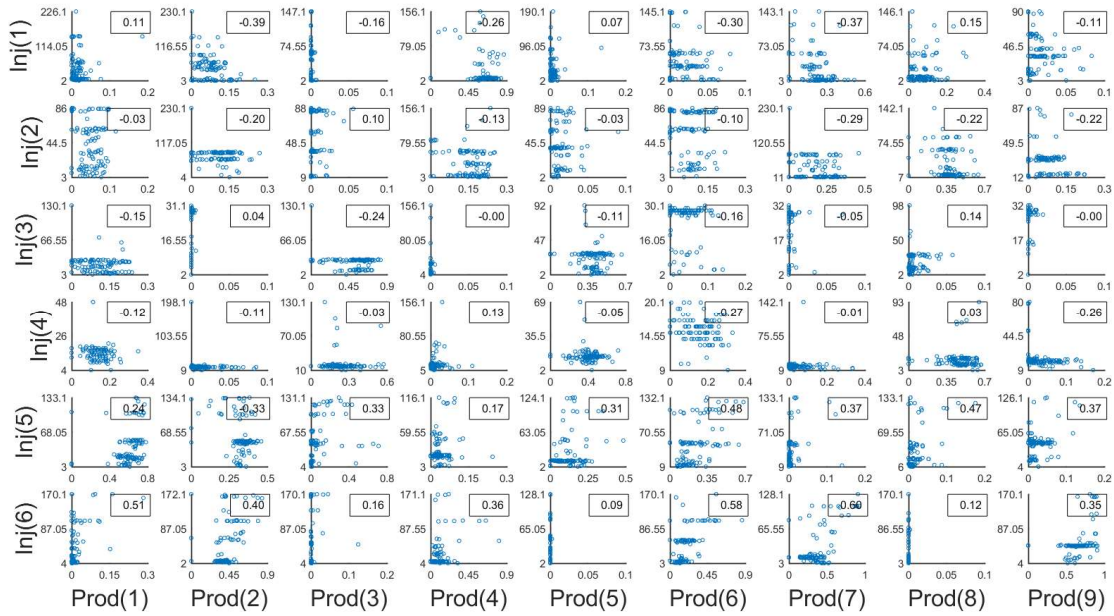 226.1 230.1 147.1 156.1 190.1 145.1 143.1 146.1 90
0.11 -0.39 -0.16 -0.26 0.07 -0.30 -0.37 0.15 -0.11
Inj(1)
114.05 116.55 74.55 79.05 96.05 74.05 73.05 74.55 46.5
2 3 2 2 2 3 3 3 3
0 0.1 0.2 0 0.15 0.3 0 0.05 0.1 0 0.45 0.9 0 0.05 0.1 0 0.05 0.1 0 0.3 0.6 0 0.2 0.4 0 0.05 0.1
86 230.1 88 156.1 89 86 230.1 142.1 87
-0.03 -0.20 0.10 -0.13 -0.03 -0.10 -0.29 -0.22 -0.22
Inj(2)
44.5 117.05 48.5 79.55 45.5 44.5 120.55 74.55 49.5
3 4 9 3 2 3 11 7 12
0 0.1 0.2 0 0.15 0.3 0 0.05 0.1 0 0.2 0.4 0 0.05 0.1 0 0.05 0.1 0 0.25 0.5 0 0.35 0.7 0 0.15 0.3
130.1 31.1 130.1 156.1 92 30.1 32 98 32
-0.15 0.04 -0.24 -0.00 -0.11 -0.16 -0.05 0.14 -0.00
Inj(3)
66.55 16.55 66.55 80.05 47 16.05 17 50 17
3 2 3 4 2 2 2 2 2
0 0.15 0.3 0 0.05 0.1 0 0.45 0.9 0 0.05 0.1 0 0.35 0.7 0 0.1 0.2 0 0.05 0.1 0 0.05 0.1 0 0.05 0.1
48 198.1 130.1 156.1 69 20.1 142.1 93 80
-0.12 -0.11 -0.03 0.13 -0.05 -0.27 -0.01 0.03 -0.26
Inj(4)
26 103.55 70.05 80.55 36 14.55 75.55 48 41
4 9 10 5 3 9 9 3 2
0 0.2 0.4 0 0.05 0.1 0 0.3 0.6 0 0.05 0.1 0 0.4 0.8 0 0.2 0.4 0 0.1 0.2 0 0.35 0.7 0 0.1 0.2
133.1 134.1 133.1 116.1 124.1 132.1 133.1 133.1 126.1
0.24 -0.33 0.33 0.17 0.31 0.48 0.37 0.47 0.37
Inj(5)
68.05 68.55 67.55 59.55 63.05 70.55 71.05 68.55 65.05
3 3 2 3 2 9 9 4 4
0 0.4 0.8 0 0.25 0.5 0 0.05 0.1 0 0.15 0.3 0 0.25 0.5 0 0.35 0.7 0 0.1 0.2 0 0.1 0.2 0 0.1 0.2
170.1 172.1 170.1 171.1 128.1 170.1 128.1 173.1 170.1
0.51 0.40 0.16 0.36 0.09 0.58 0.60 0.12 0.35
Inj(6)
87.05 87.05 87.05 87.55 65.05 86.55 65.55 88.55 87.05
4 2 4 4 2 3 3 4 4
0 0.15 0.3 0 0.45 0.9 0 0.1 0.2 0 0.45 0.9 0 0.05 0.1 0 0.45 0.9 0 0.5 1 0 0.05 0.1 0 0.5 1
Prod(1) Prod(2) Prod(3) Prod(4) Prod(5) Prod(6) Prod(7) Prod(8) Prod(9)